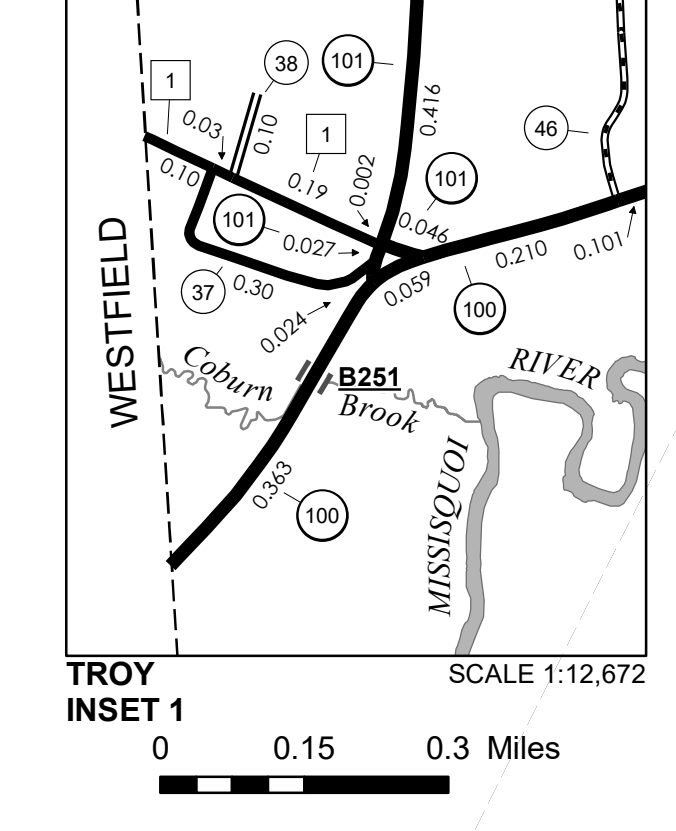 38
101
1
0.416
0.03
0.10
1
46
0.10
0.19
0.002
101
101
0.046
0.027
0.210
0.101
37
0.30
0.059
100
0.024
WESTFIELD
Coburn
B251
Brook
RIVER
MISSISQUOI
0.363
100
TROY
INSET 1
SCALE 1:12,672
0 0.15 0.3 Miles